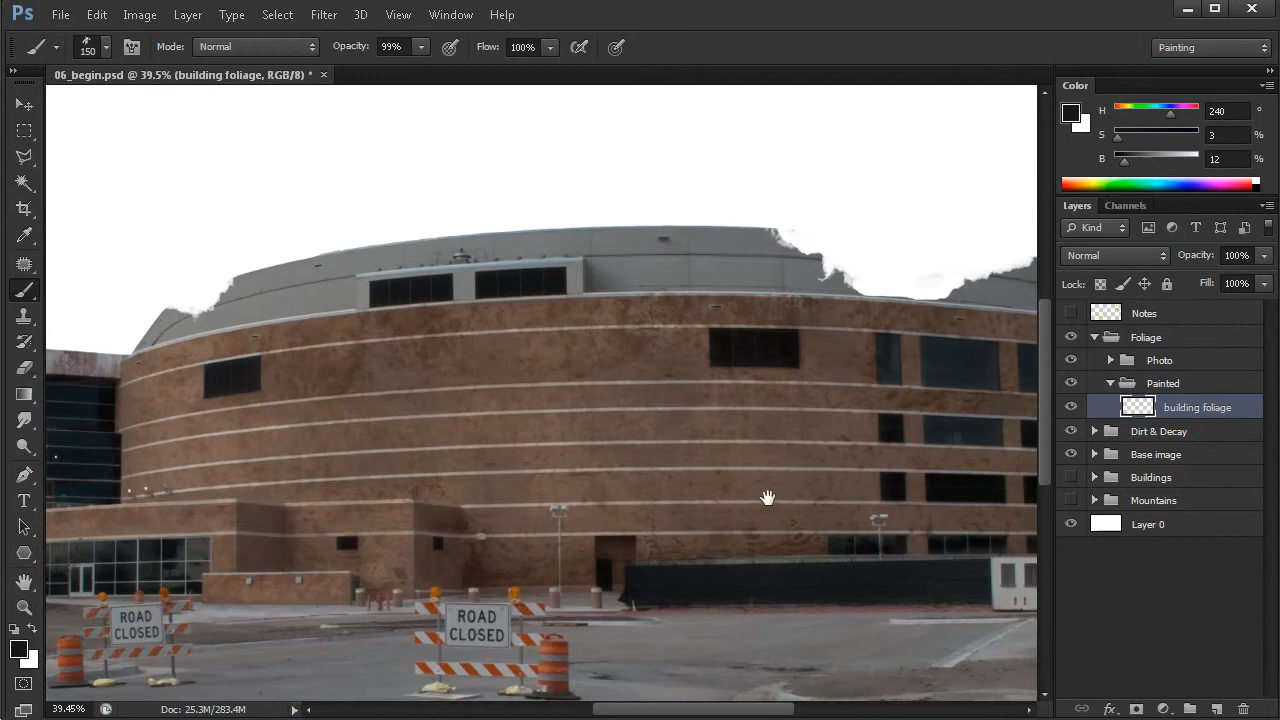 Ps File Edit Image Layer Type Select Filter 3D View Window Help
150 Mode: Normal Opacity: 99% Flow: 100% Painting
06_begin.psd @ 39.5% (building foliage, RGB/8) * ×
Color
H 240 °
S 3 %
B 12 %
Layers Channels
Kind
Normal Opacity: 100%
Lock: Fill: 100%
Notes
Foliage
Photo
Painted
building foliage
Dirt & Decay
Base image
Buildings
Mountains
Layer 0
ROAD
CLOSED
ROAD
CLOSED
39.45% Doc: 25.3M/283.4M